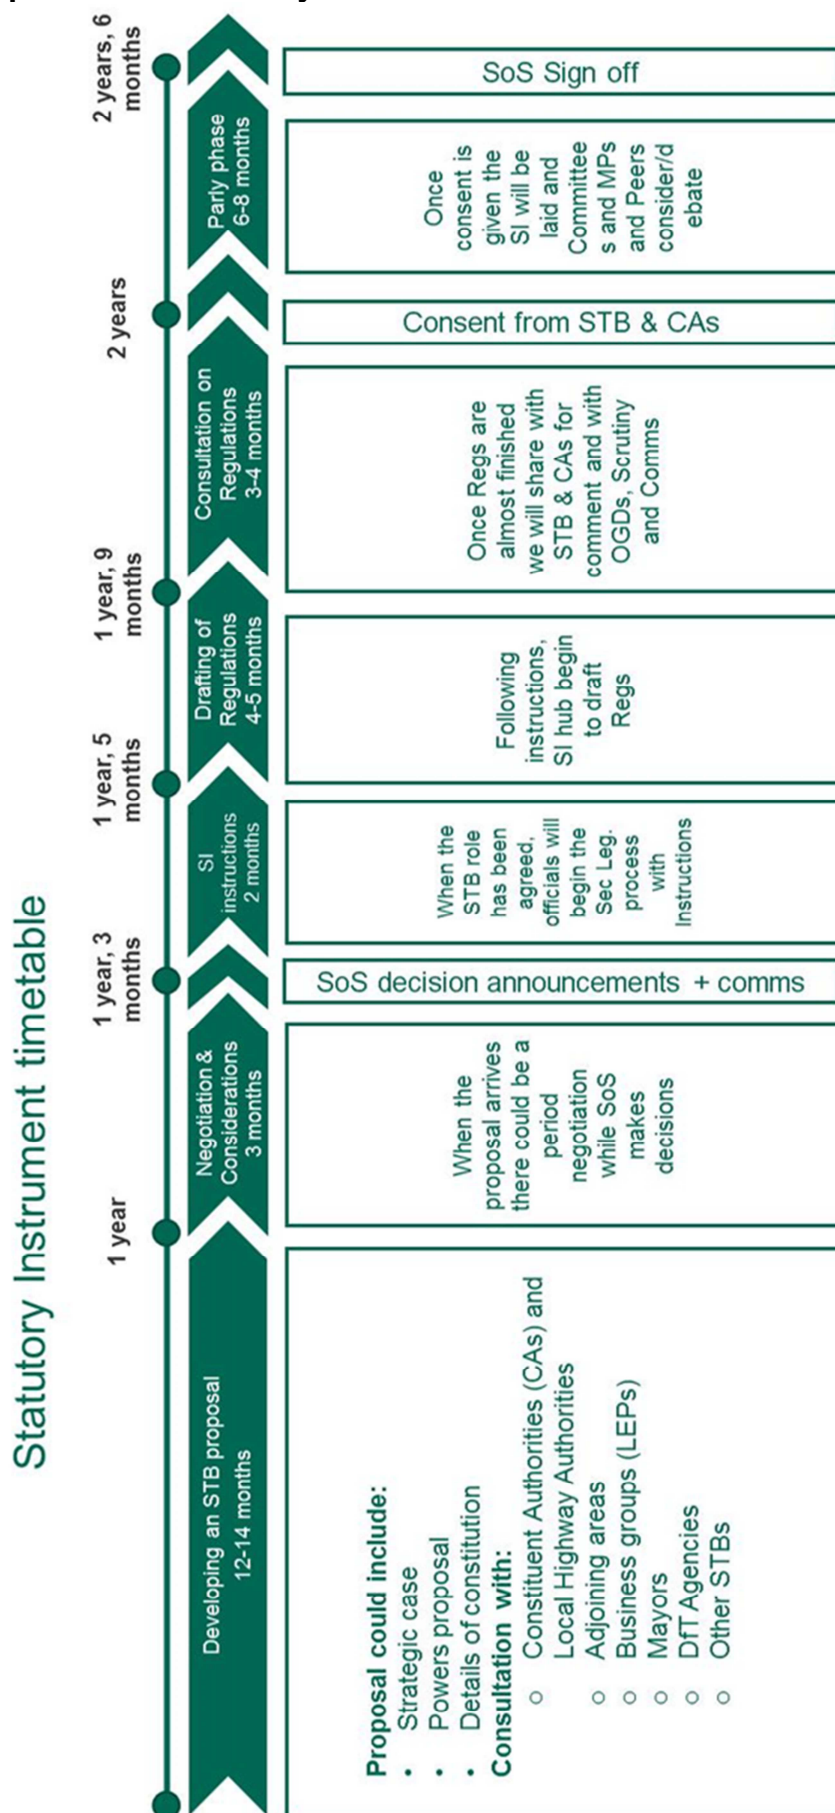 Statutory Instrument timetable
1 year
1 year, 3
months
1 year, 5
months
1 year, 9
months
2 years
2 years, 6
months
Developing an STB proposal
12-14 months
Negotiation &
Considerations
3 months
SI
instructions
2 months
Drafting of
Regulations
4-5 months
Consultation on
Regulations
3-4 months
Parly phase
6-8 months
Proposal could include:
• Strategic case
• Powers proposal
• Details of constitution
Consultation with:
○ Constituent Authorities (CAs) and
Local Highway Authorities
○ Adjoining areas
○ Business groups (LEPs)
○ Mayors
○ DfT Agencies
○ Other STBs
When the
proposal arrives
there could be a
period
negotiation
while SoS
makes
decisions
SoS decision announcements + comms
When the
STB role
has been
agreed,
officials will
begin the
Sec Leg.
process
with
Instructions
Following
instructions,
SI hub begin
to draft
Regs
Once Regs are
almost finished
we will share with
STB & CAs for
comment and with
OGDs, Scrutiny
and Comms
Consent from STB & CAs
Once
consent is
given the
SI will be
laid and
Committee
s and MPs
and Peers
consider/d
ebate
SoS Sign off